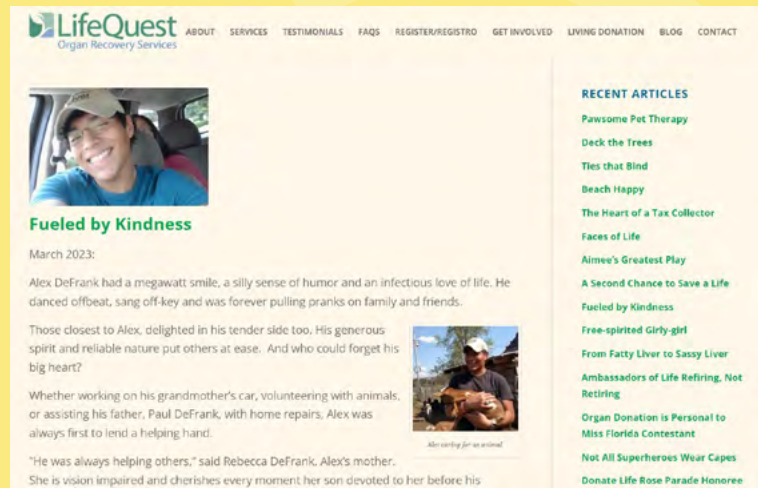 LifeQuest
Organ Recovery Services
ABOUT SERVICES TESTIMONIALS FAQS REGISTER/REGISTRO GET INVOLVED LIVING DONATION BLOG CONTACT
Fueled by Kindness
March 2023:
Alex DeFrank had a megawatt smile, a silly sense of humor and an infectious love of life. He
danced offbeat, sang off-key and was forever pulling pranks on family and friends.
Those closest to Alex, delighted in his tender side too. His generous
spirit and reliable nature put others at ease. And who could forget his
big heart?
Whether working on his grandmother's car, volunteering with animals,
or assisting his father, Paul DeFrank, with home repairs, Alex was
always first to lend a helping hand.
Alex caring for an animal
"He was always helping others," said Rebecca DeFrank, Alex's mother.
She is vision impaired and cherishes every moment her son devoted to her before his
RECENT ARTICLES
Pawsome Pet Therapy
Deck the Trees
Ties that Bind
Beach Happy
The Heart of a Tax Collector
Faces of Life
Aimee's Greatest Play
A Second Chance to Save a Life
Fueled by Kindness
Free-spirited Girly-girl
From Fatty Liver to Sassy Liver
Ambassadors of Life Refiring, Not
Retiring
Organ Donation is Personal to
Miss Florida Contestant
Not All Superheroes Wear Capes
Donate Life Rose Parade Honoree